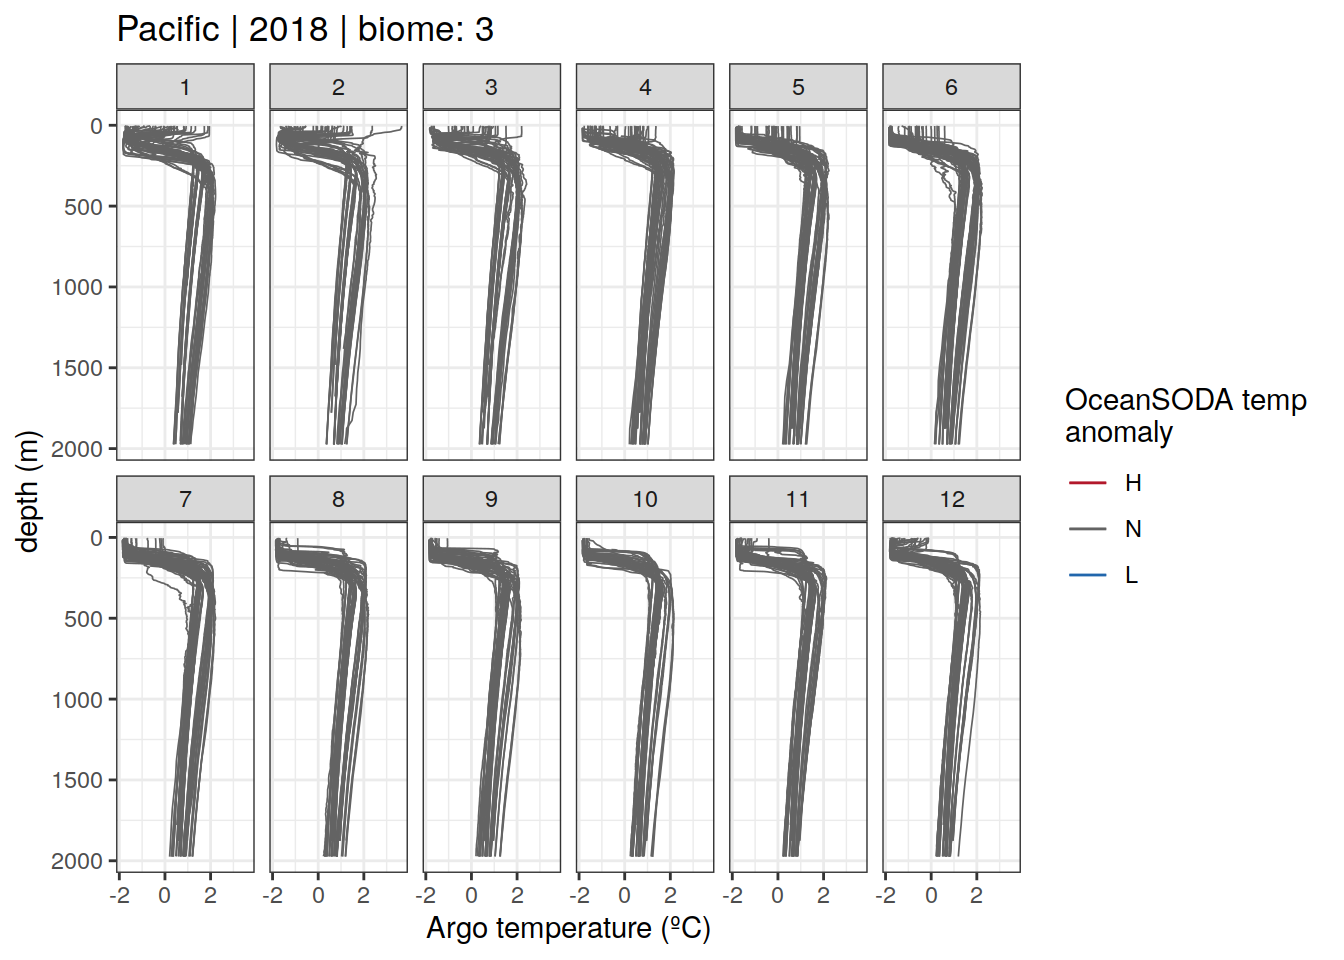 Pacific | 2018 | biome: 3
1 2 3 4 5 6
0
500
1000
1500
2000
7 8 9 10 11 12
0
500
1000
1500
2000
-2 0 2 -2 0 2 -2 0 2 -2 0 2 -2 0 2 -2 0 2
depth (m)
Argo temperature (ºC)
OceanSODA temp
anomaly
H
N
L